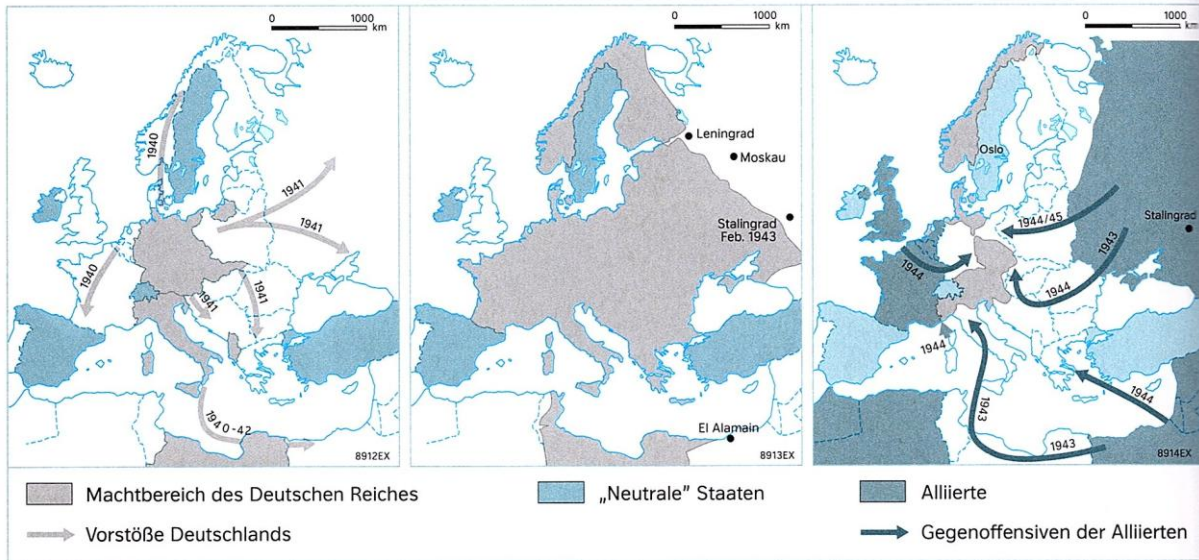 0 1000
km
1940
1941
1941
1940
1941
1941
1940-42
8912EX
0 1000
km
Leningrad
Moskau
Stalingrad
Feb. 1943
El Alamain
8913EX
0 1000
km
Oslo
Stalingrad
1944/45
1943
1944
1944
1944
1943
1944
1943
8914EX
Machtbereich des Deutschen Reiches
„Neutrale" Staaten
Alliierte
Vorstöße Deutschlands
Gegenoffensiven der Alliierten